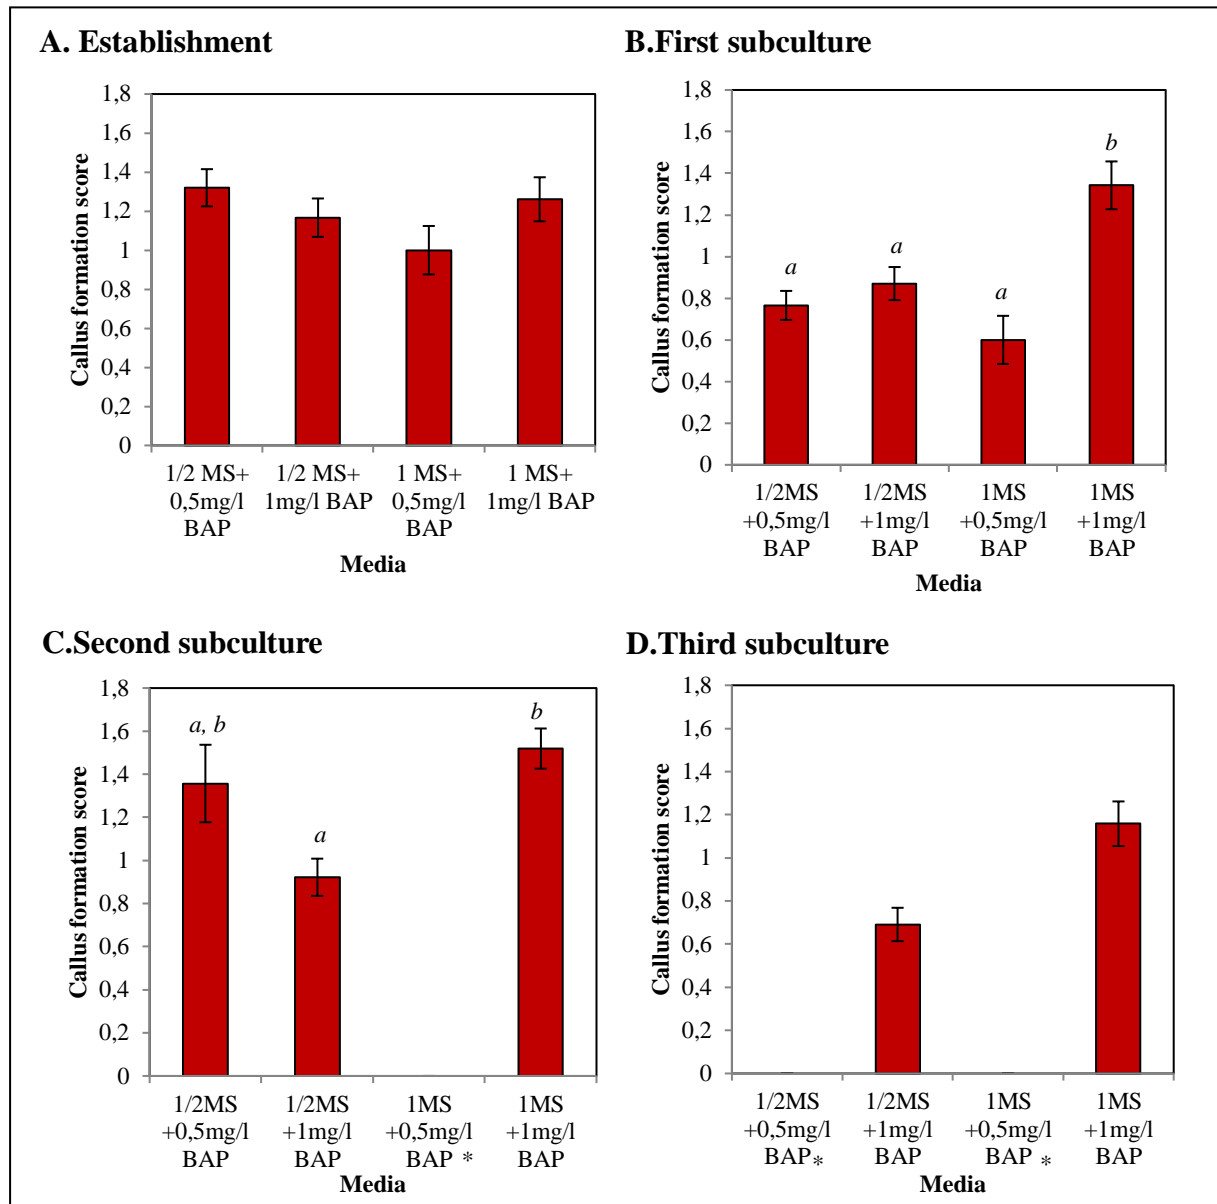 A. Establishment
Callus formation score
1,8
1,6
1,4
1,2
1
0,8
0,6
0,4
0,2
0
1/2 MS+ 1/2 MS+ 1 MS+ 1 MS+
0,5mg/l 1mg/l BAP 0,5mg/l 1mg/l BAP
BAP BAP
Media
B.First subculture
Callus formation score
1,8
1,6
1,4
1,2
1
0,8
0,6
0,4
0,2
0
a
a
a
b
1/2MS 1/2MS 1MS 1MS
+0,5mg/l +1mg/l +0,5mg/l +1mg/l
BAP BAP BAP BAP
Media
C.Second subculture
Callus formation score
1,8
1,6
1,4
1,2
1
0,8
0,6
0,4
0,2
0
a, b
a
b
1/2MS 1/2MS 1MS 1MS
+0,5mg/l +1mg/l +0,5mg/l +1mg/l
BAP BAP BAP * BAP
Media
D.Third subculture
Callus formation score
1,8
1,6
1,4
1,2
1
0,8
0,6
0,4
0,2
0
1/2MS 1/2MS 1MS 1MS
+0,5mg/l +1mg/l +0,5mg/l +1mg/l
BAP * BAP BAP * BAP
Media